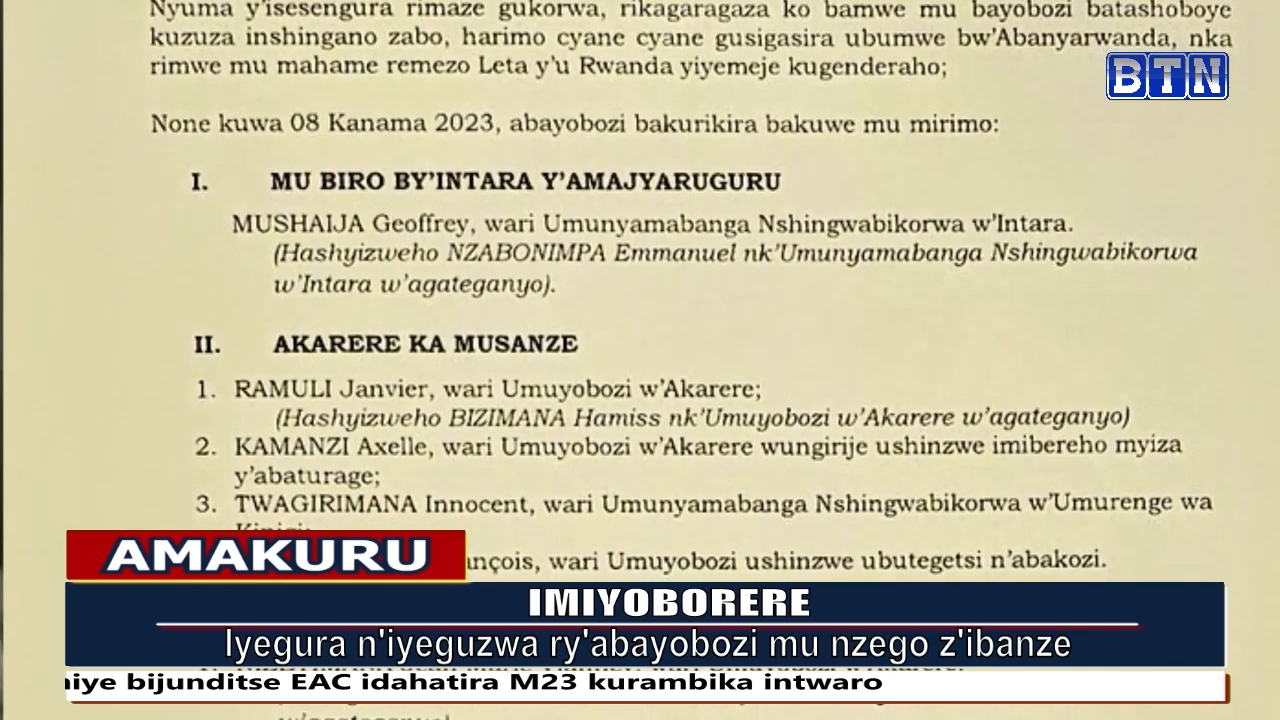 Nyuma y'isesengura rimaze gukorwa, rikagaragaza ko bamwe mu bayobozi batashoboye
kuzuza inshingano zabo, harimo cyane cyane gusigasira ubumwe bw'Abanyarwanda, nka
rimwe mu mahame remezo Leta y'u Rwanda yiyemeje kugenderaho;
BTN
None kuwa 08 Kanama 2023, abayobozi bakurikira bakuwe mu mirimo:
I. MU BIRO BY'INTARA Y'AMAJYARUGURU
MUSHAIJA Geoffrey, wari Umunyamabanga Nshingwabikorwa w'Intara.
(Hashyizweho NZABONIMPA Emmanuel nk'Umunyamabanga Nshingwabikorwa
w'Intara w'agateganyo).
II. AKARERE KA MUSANZE
1. RAMULI Janvier, wari Umuyobozi w'Akarere;
(Hashyizweho BIZIMANA Hamiss nk'Umuyobozi w'Akarere w'agateganyo)
2. KAMANZI Axelle, wari Umuyobozi w'Akarere wungirije ushinzwe imibereho myiza
y'abaturage;
3. TWAGIRIMANA Innocent, wari Umunyamabanga Nshingwabikorwa w'Umurenge wa
wari Umuyobozi ushinzwe ubutegetsi n'abakozi.
AMAKURU
IMIYOBORERE
Iyegura n'iyeguzwa ry'abayobozi mu nzego z'ibanze
bijunditse EAC idahatira M23 kurambika intwaro